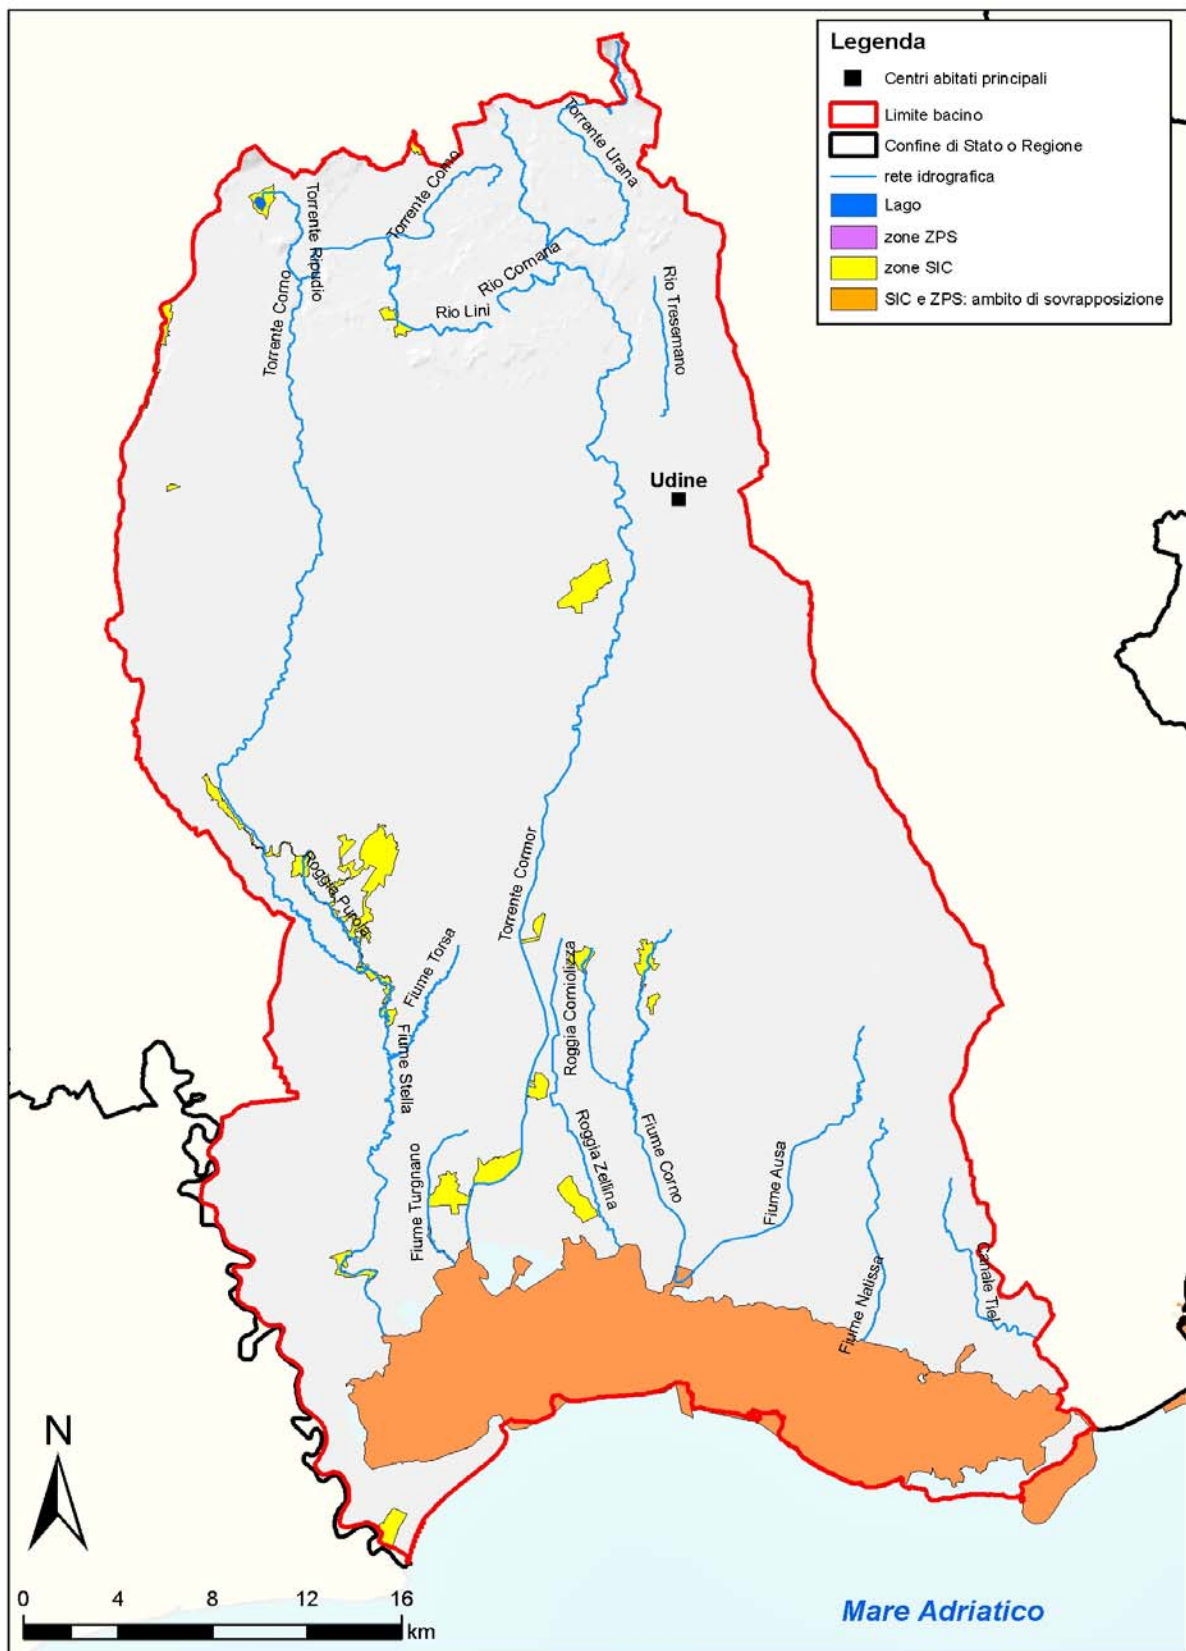 Legenda
Centri abitati principali
Limite bacino
Confine di Stato o Regione
rete idrografica
Lago
zone ZPS
zone SIC
SIC e ZPS: ambito di sovrapposizione
Torrente Urana
Torrente Corno
Torrente Ripudio
Torrente Corno
Rio Cornaria
Rio Lini
Rio Tresemano
Udine
Torrente Cormor
Roggia Puroia
Fiume Torsa
Fiume Stella
Roggia Corniolizza
Roggia Zellina
Fiume Corno
Fiume Turgnano
Fiume Ausa
Fiume Natissa
Canale Tiel
N
0 4 8 12 16
km
Mare Adriatico